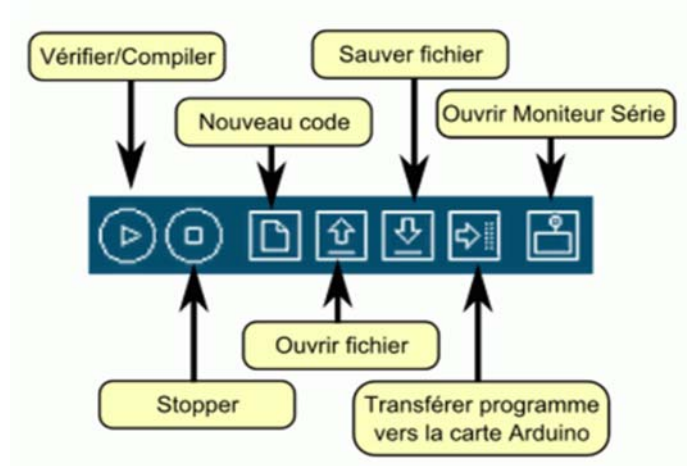 Vérifier/Compiler
Sauver fichier
Nouveau code
Ouvrir Moniteur Série
Ouvrir fichier
Stopper
Transférer programme
vers la carte Arduino